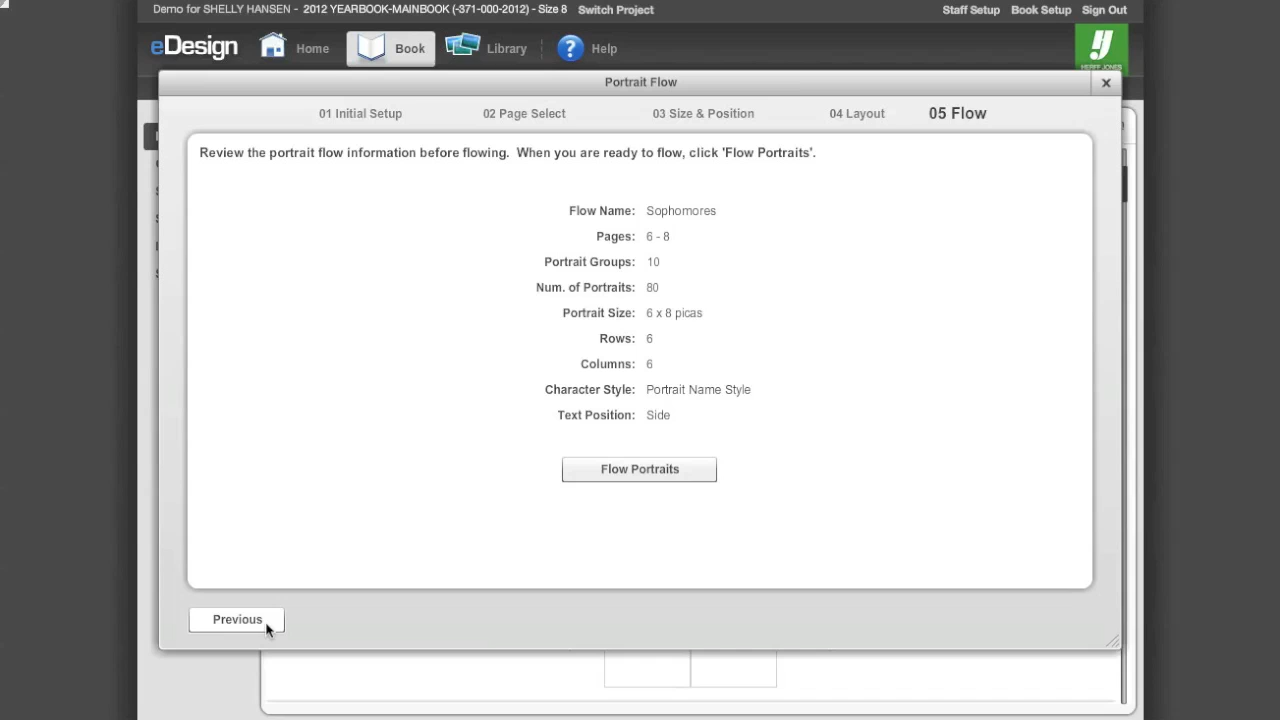 Demo for SHELLY HANSEN - 2012 YEARBOOK-MAINBOOK (-371-000-2012) - Size 8 Switch Project Staff Setup Book Setup Sign Out
eDesign Home Book Library ? Help
HERFF JONES
Portrait Flow
01 Initial Setup 02 Page Select 03 Size & Position 04 Layout 05 Flow
Review the portrait flow information before flowing. When you are ready to flow, click 'Flow Portraits'.
Flow Name: Sophomores
Pages: 6 - 8
Portrait Groups: 10
Num. of Portraits: 80
Portrait Size: 6 x 8 picas
Rows: 6
Columns: 6
Character Style: Portrait Name Style
Text Position: Side
Flow Portraits
Previous